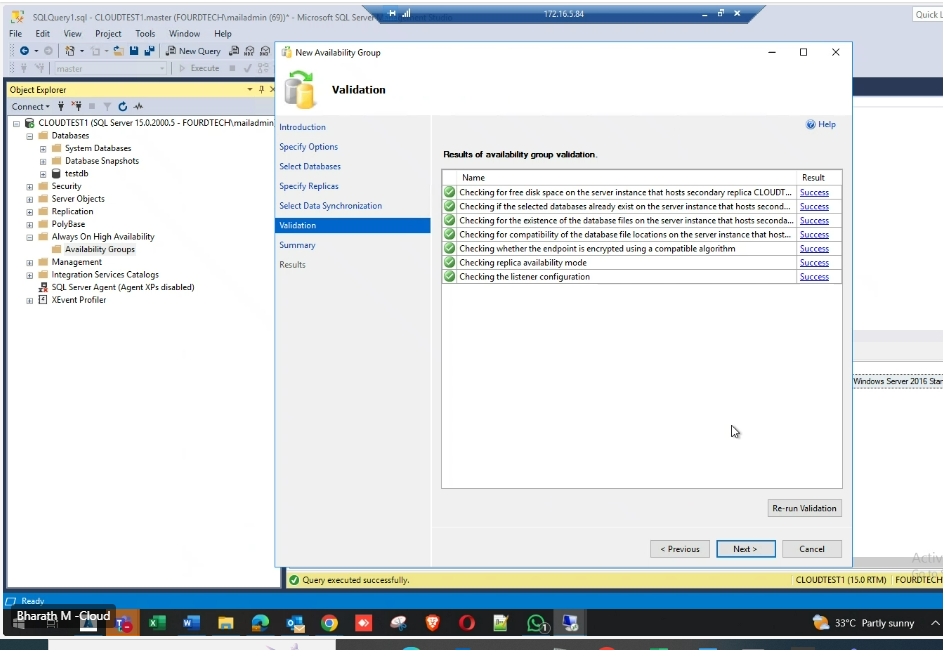 SQLQuery1.sql - CLOUDTEST1.master (FOURDTECH\mailadmin (69))* - Microsoft SQL Server
172.16.5.84
Quick L
File Edit View Project Tools Window Help
New Query
master
Execute
Object Explorer
Connect
CLOUDTEST1 (SQL Server 15.0.2000.5 - FOURDTECH\mailadmin
Databases
System Databases
Database Snapshots
testdb
Security
Server Objects
Replication
PolyBase
Always On High Availability
Availability Groups
Management
Integration Services Catalogs
SQL Server Agent (Agent XPs disabled)
XEvent Profiler
New Availability Group
Validation
Help
Introduction
Specify Options
Select Databases
Specify Replicas
Select Data Synchronization
Validation
Summary
Results
Results of availability group validation.
Name Result
Checking for free disk space on the server instance that hosts secondary replica CLOUDT... Success
Checking if the selected databases already exist on the server instance that hosts second... Success
Checking for the existence of the database files on the server instance that hosts seconda... Success
Checking for compatibility of the database file locations on the server instance that host... Success
Checking whether the endpoint is encrypted using a compatible algorithm Success
Checking replica availability mode Success
Checking the listener configuration Success
Windows Server 2016 Stan
Re-run Validation
< Previous Next > Cancel
Activ
Query executed successfully.
CLOUDTEST1 (15.0 RTM) FOURDTECH
Ready
Bharath M -Cloud
33°C Partly sunny